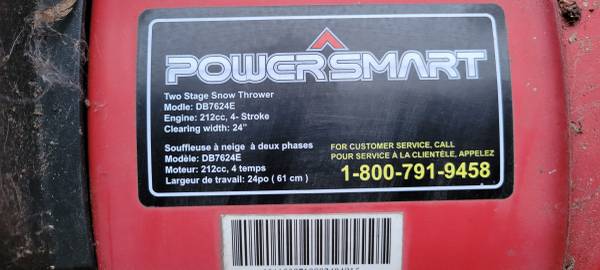 POWERSMART
Two Stage Snow Thrower
Modle: DB7624E
Engine: 212cc, 4- Stroke
Clearing width: 24"
Souffleuse à neige à deux phases
Modèle: DB7624E
Moteur: 212cc, 4 temps
Largeur de travail: 24po ( 61 cm )
FOR CUSTOMER SERVICE, CALL
POUR SERVICE À LA CLIENTÈLE, APPELEZ
1-800-791-9458